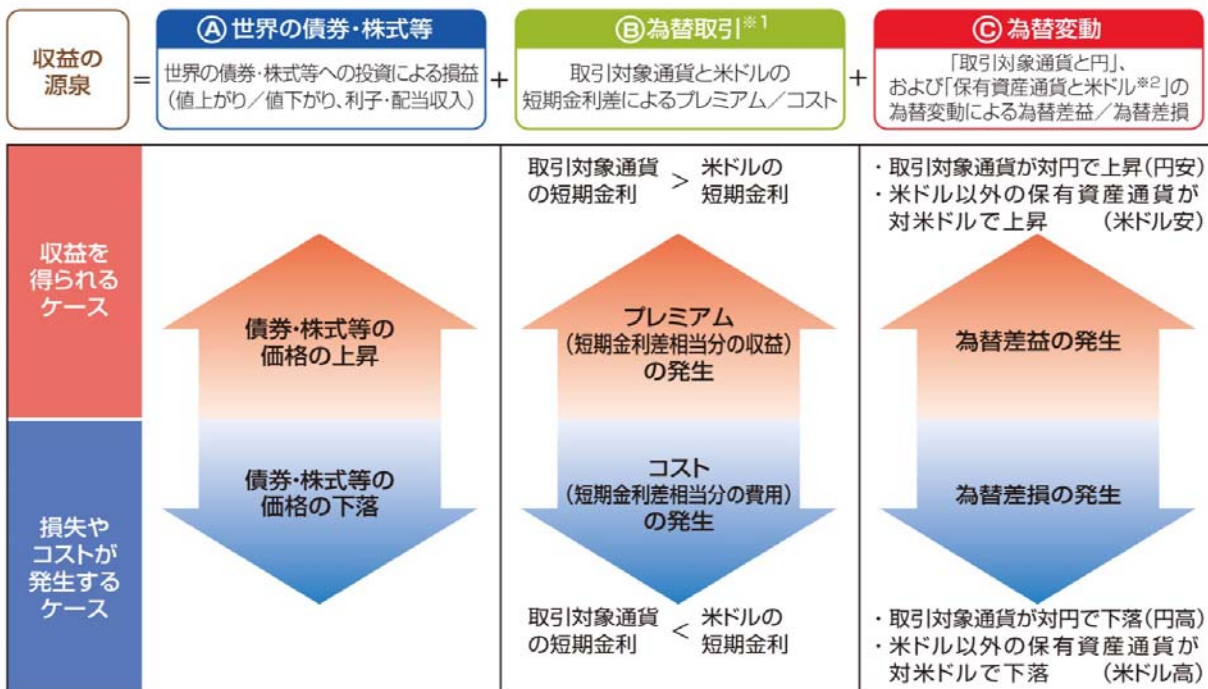 収益の
源泉
=
Ⓐ世界の債券・株式等
世界の債券・株式等への投資による損益
(値上がり/値下がり、利子・配当収入)
+
Ⓑ為替取引※1
取引対象通貨と米ドルの
短期金利差によるプレミアム/コスト
+
Ⓒ為替変動
「取引対象通貨と円」、
および「保有資産通貨と米ドル※2」の
為替変動による為替差益/為替差損
収益を
得られる
ケース
債券・株式等の
価格の上昇
取引対象通貨 > 米ドルの
の短期金利 短期金利
プレミアム
(短期金利差相当分の収益)
の発生
・取引対象通貨が対円で上昇(円安)
・米ドル以外の保有資産通貨が
対米ドルで上昇 (米ドル安)
為替差益の発生
損失や
コストが
発生する
ケース
債券・株式等の
価格の下落
コスト
(短期金利差相当分の費用)
の発生
取引対象通貨 < 米ドルの
の短期金利 短期金利
為替差損の発生
・取引対象通貨が対円で下落(円高)
・米ドル以外の保有資産通貨が
対米ドルで下落 (米ドル高)